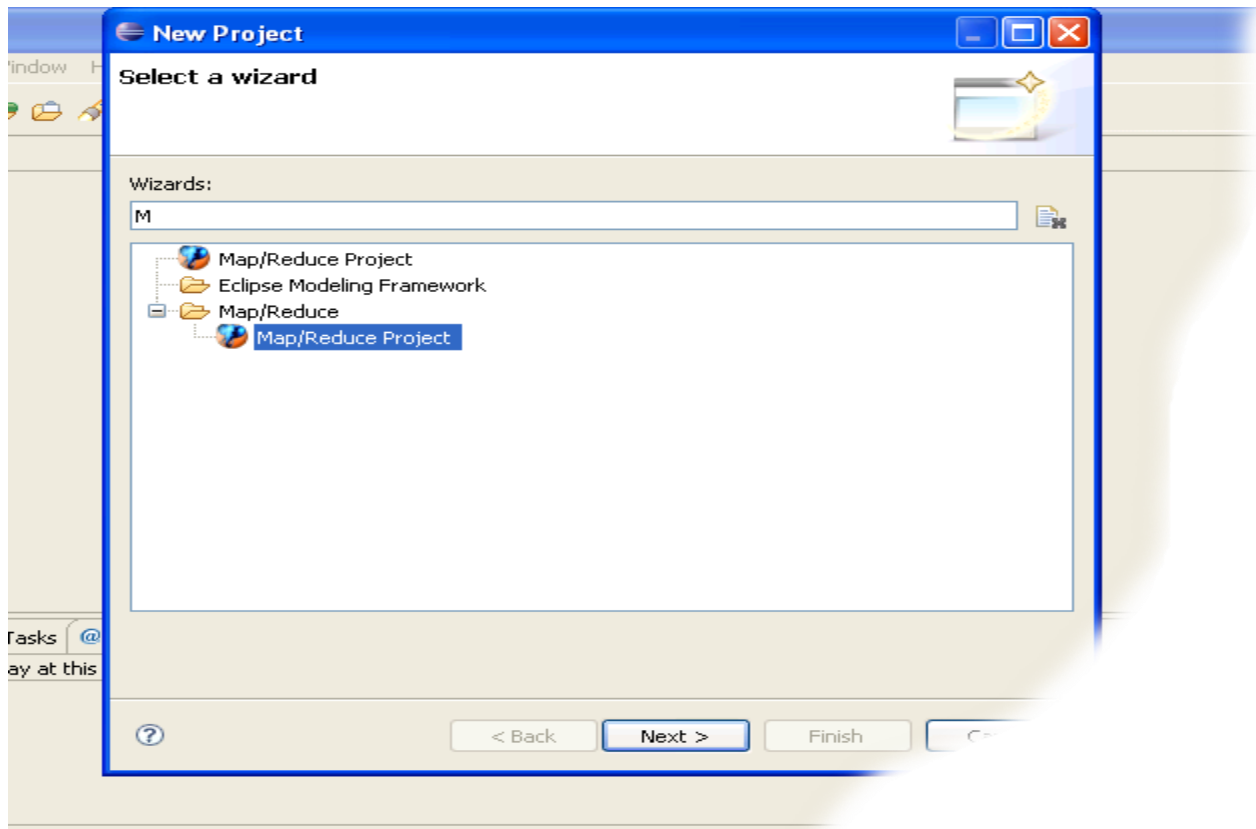 New Project
Window H
Select a wizard
Wizards:
M
Map/Reduce Project
Eclipse Modeling Framework
Map/Reduce
Map/Reduce Project
Tasks @
ay at this
< Back Next > Finish